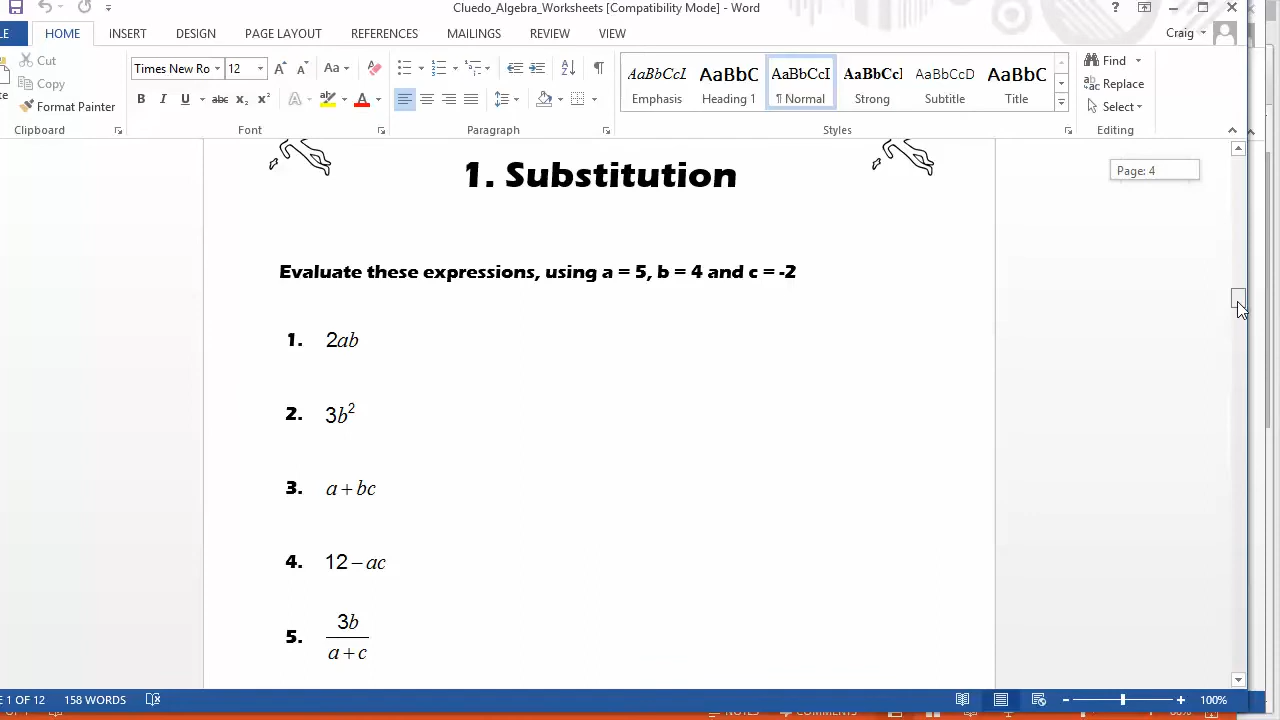 Cluedo_Algebra_Worksheets [Compatibility Mode] - Word
HOME INSERT DESIGN PAGE LAYOUT REFERENCES MAILINGS REVIEW VIEW Craig
Cut
Copy
Format Painter
Clipboard
Times New Ro 12
Font
Paragraph
AaBbCcI AaBbC AaBbCcI AaBbCcI AaBbCcD AaBbC
Emphasis Heading 1 ¶ Normal Strong Subtitle Title
Styles
Find
Replace
Select
Editing
Page: 4
1. Substitution
Evaluate these expressions, using a = 5, b = 4 and c = -2
1. 2ab
2. 3b²
3. a + bc
4. 12 – ac
5. 3b
a + c
E 1 OF 12 158 WORDS 100%